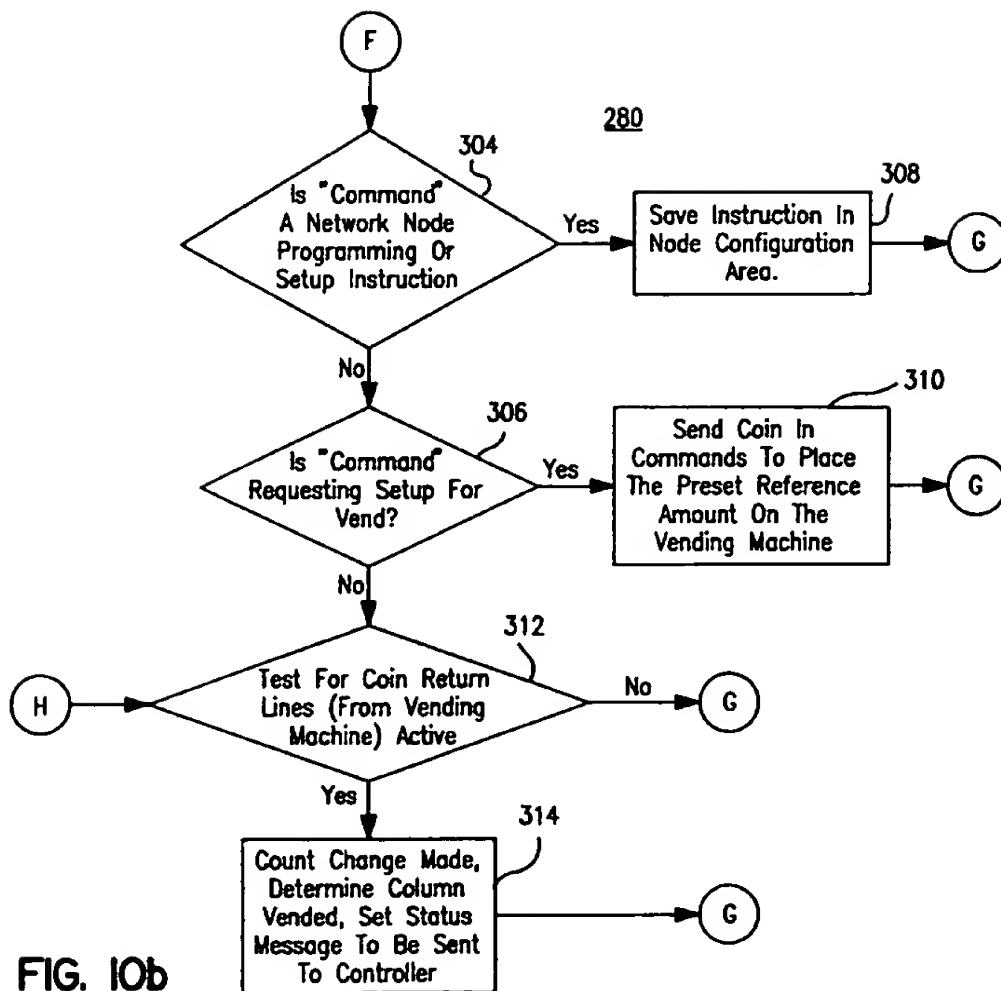 F
280
304
Is "Command"
A Network Node
Programming Or
Setup Instruction
Yes
308
Save Instruction In
Node Configuration
Area.
G
No
306
Is "Command"
Requesting Setup For
Vend?
Yes
310
Send Coin In
Commands To Place
The Preset Reference
Amount On The
Vending Machine
G
No
312
H
Test For Coin Return
Lines (From Vending
Machine) Active
No
G
Yes
314
Count Change Made,
Determine Column
Vended, Set Status
Message To Be Sent
To Controller
G
FIG. 10b